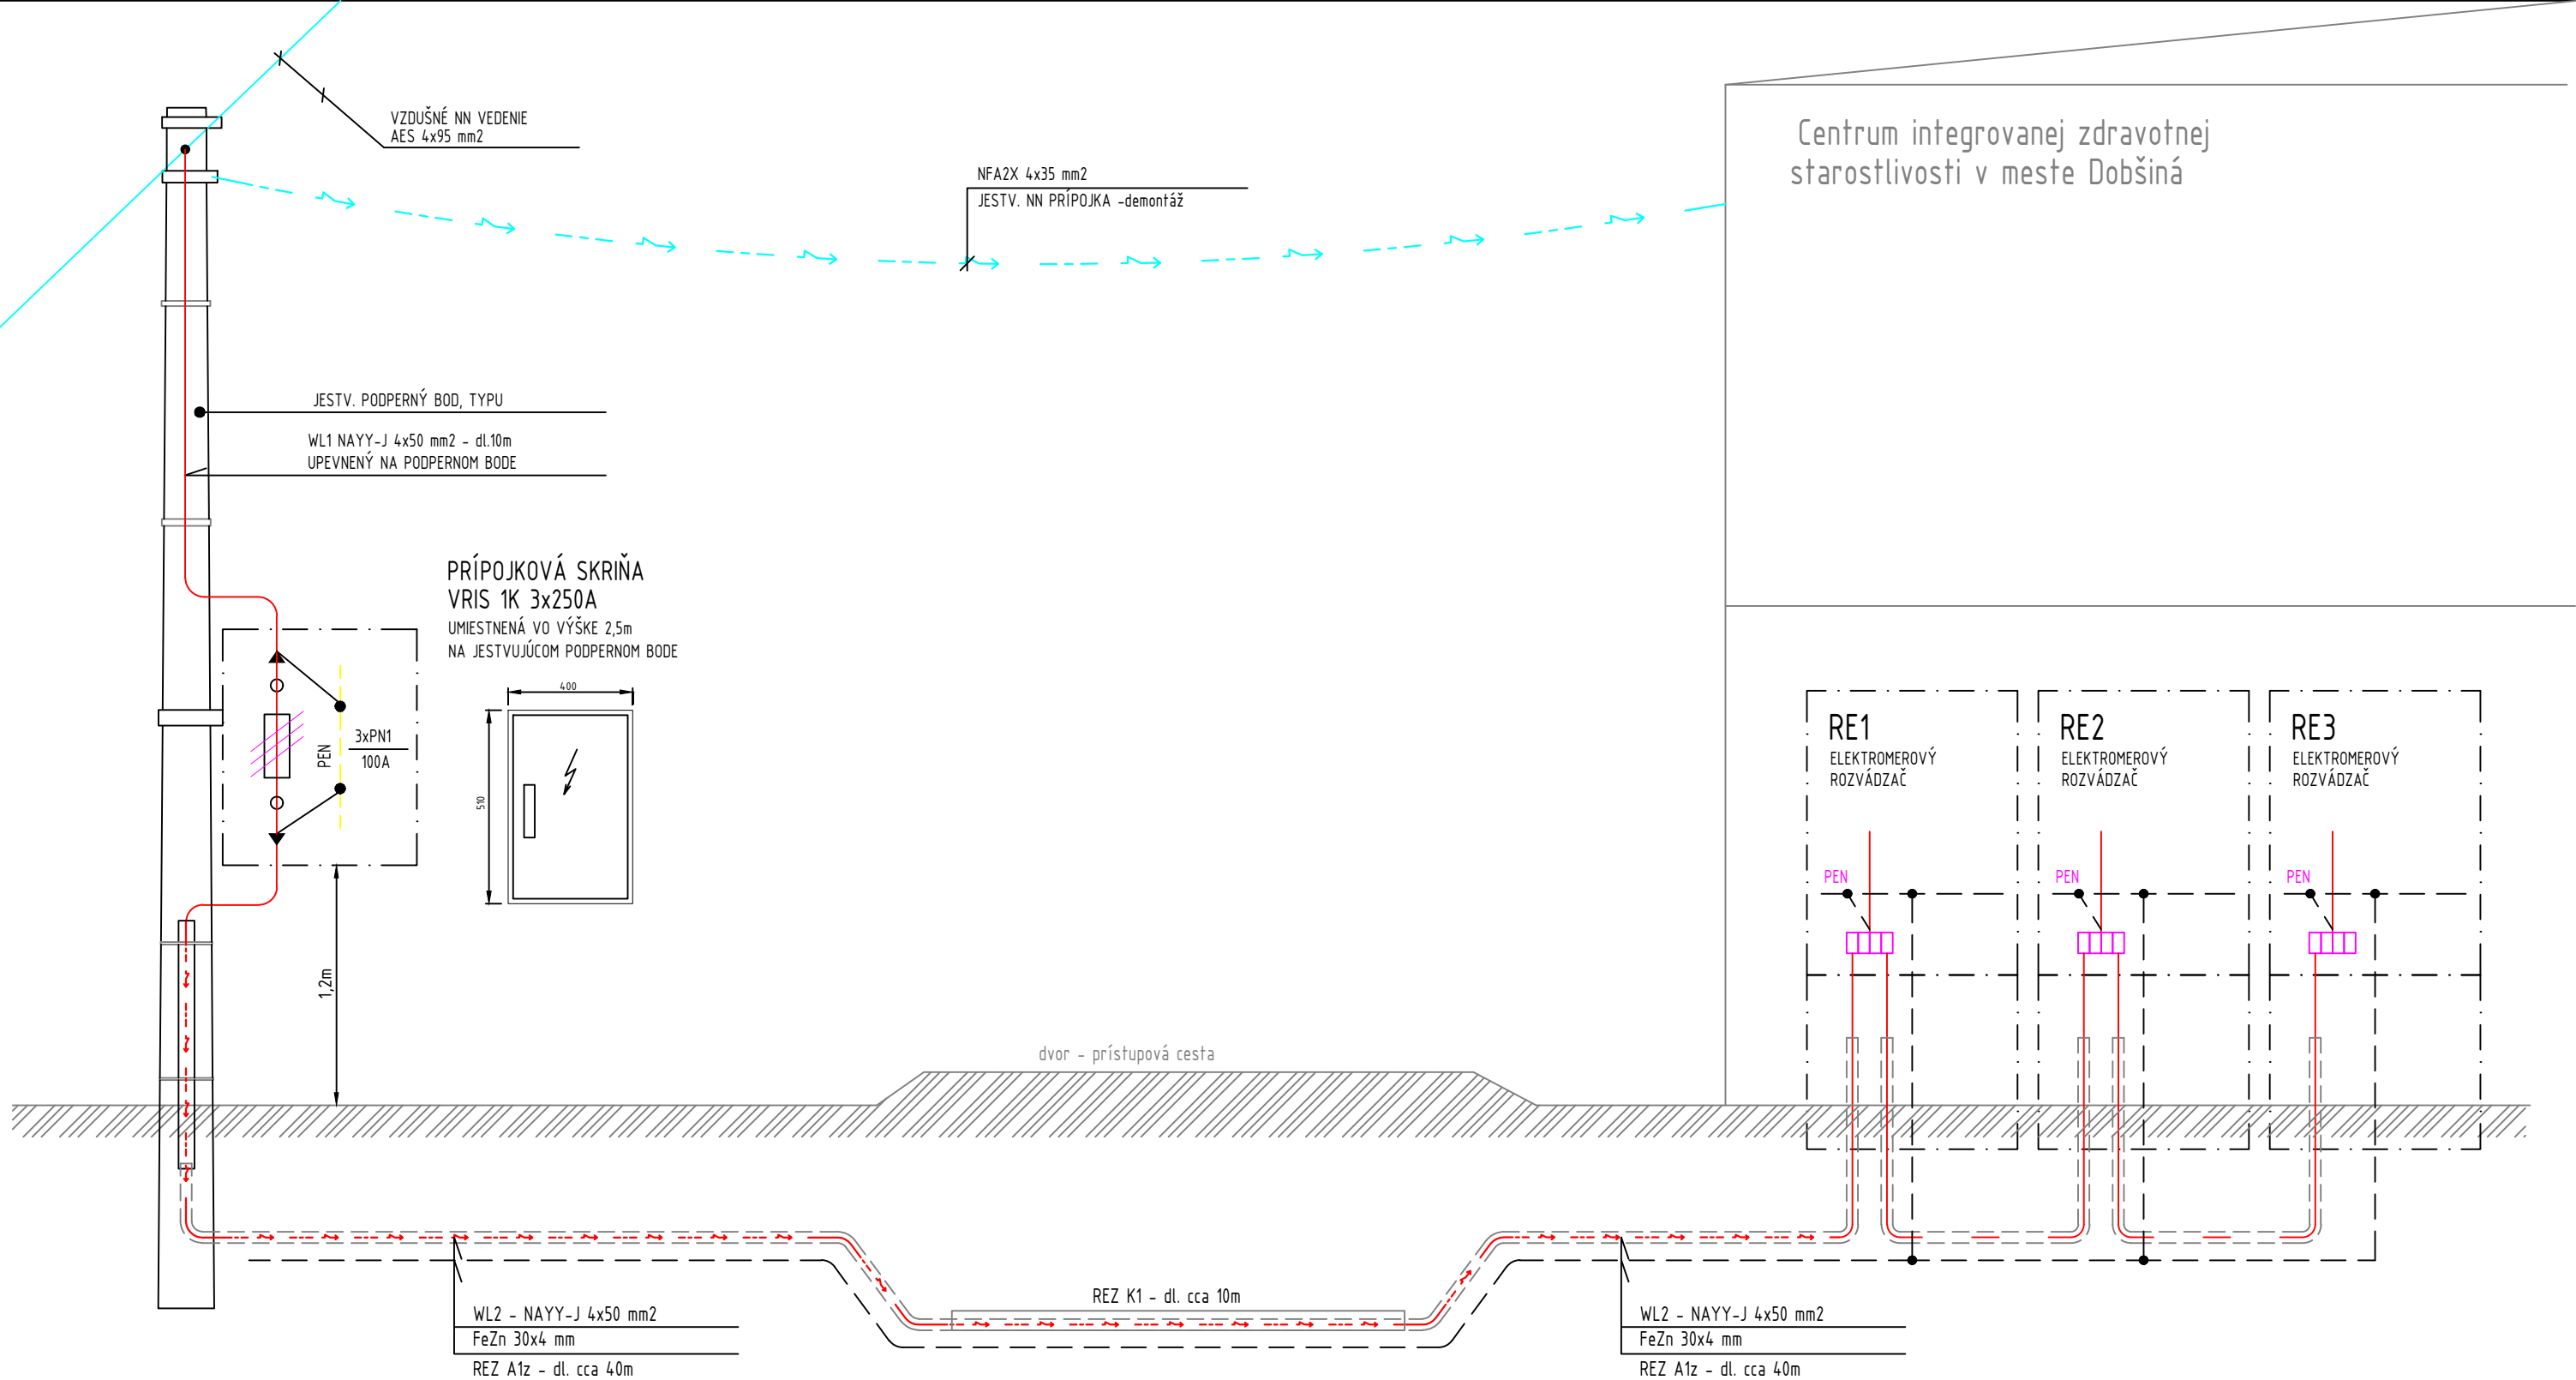 VZDUŠNÉ NN VEDENIE
AES 4x95 mm2
NFA2X 4x35 mm2
JESTV. NN PRÍPOJKA -demontáž
Centrum integrovanej zdravotnej
starostlivosti v meste Dobšiná
JESTV. PODPERNÝ BOD, TYPU
WL1 NAYY-J 4x50 mm2 - dl.10m
UPEVNENÝ NA PODPERNOM BODE
PRÍPOJKOVÁ SKRIŇA
VRIS 1K 3x250A
UMIESTNENÁ VO VÝŠKE 2,5m
NA JESTVUJÚCOM PODPERNOM BODE
400
510
PEN
3xPN1
100A
1,2m
RE1
ELEKTROMEROVÝ
ROZVÁDZAČ
PEN
RE2
ELEKTROMEROVÝ
ROZVÁDZAČ
PEN
RE3
ELEKTROMEROVÝ
ROZVÁDZAČ
PEN
dvor - prístupová cesta
WL2 - NAYY-J 4x50 mm2
FeZn 30x4 mm
REZ A1z - dl. cca 40m
REZ K1 - dl. cca 10m
WL2 - NAYY-J 4x50 mm2
FeZn 30x4 mm
REZ A1z - dl. cca 40m